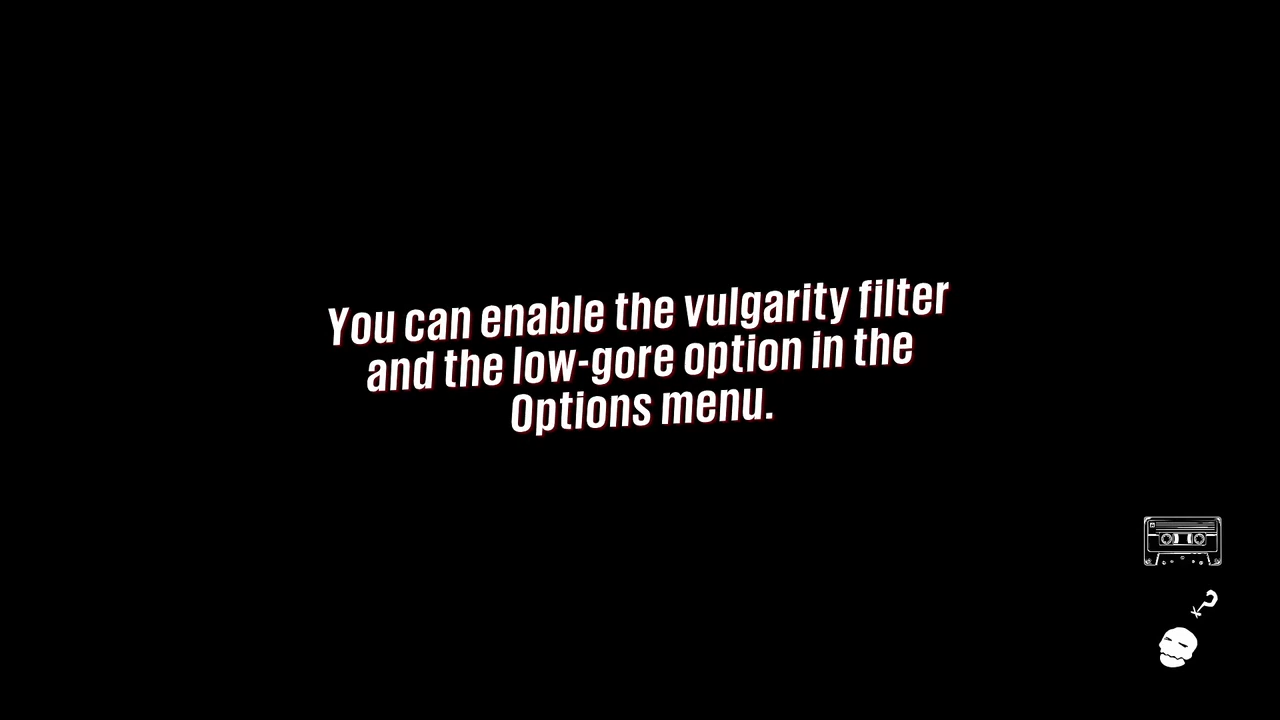 You can enable the vulgarity filter
and the low-gore option in the
Options menu.